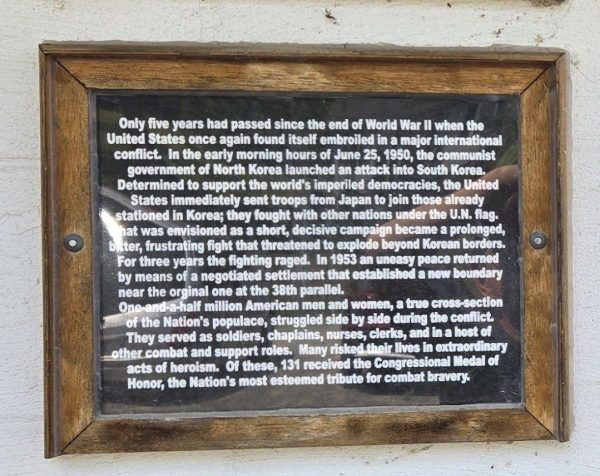 Only five years had passed since the end of World War II when the
United States once again found itself embroiled in a major international
conflict. In the early morning hours of June 25, 1950, the communist
government of North Korea launched an attack into South Korea.
Determined to support the world's imperiled democracies, the United
States immediately sent troops from Japan to join those already
stationed in Korea; they fought with other nations under the U.N. flag.
hat was envisioned as a short, decisive campaign became a prolonged,
bitter, frustrating fight that threatened to explode beyond Korean borders.
For three years the fighting raged. In 1953 an uneasy peace returned
by means of a negotiated settlement that established a new boundary
near the orginal one at the 38th parallel.
One-and-a-half million American men and women, a true cross-section
of the Nation's populace, struggled side by side during the conflict.
They served as soldiers, chaplains, nurses, clerks, and in a host of
other combat and support roles. Many risked their lives in extraordinary
acts of heroism. Of these, 131 received the Congressional Medal of
Honor, the Nation's most esteemed tribute for combat bravery.